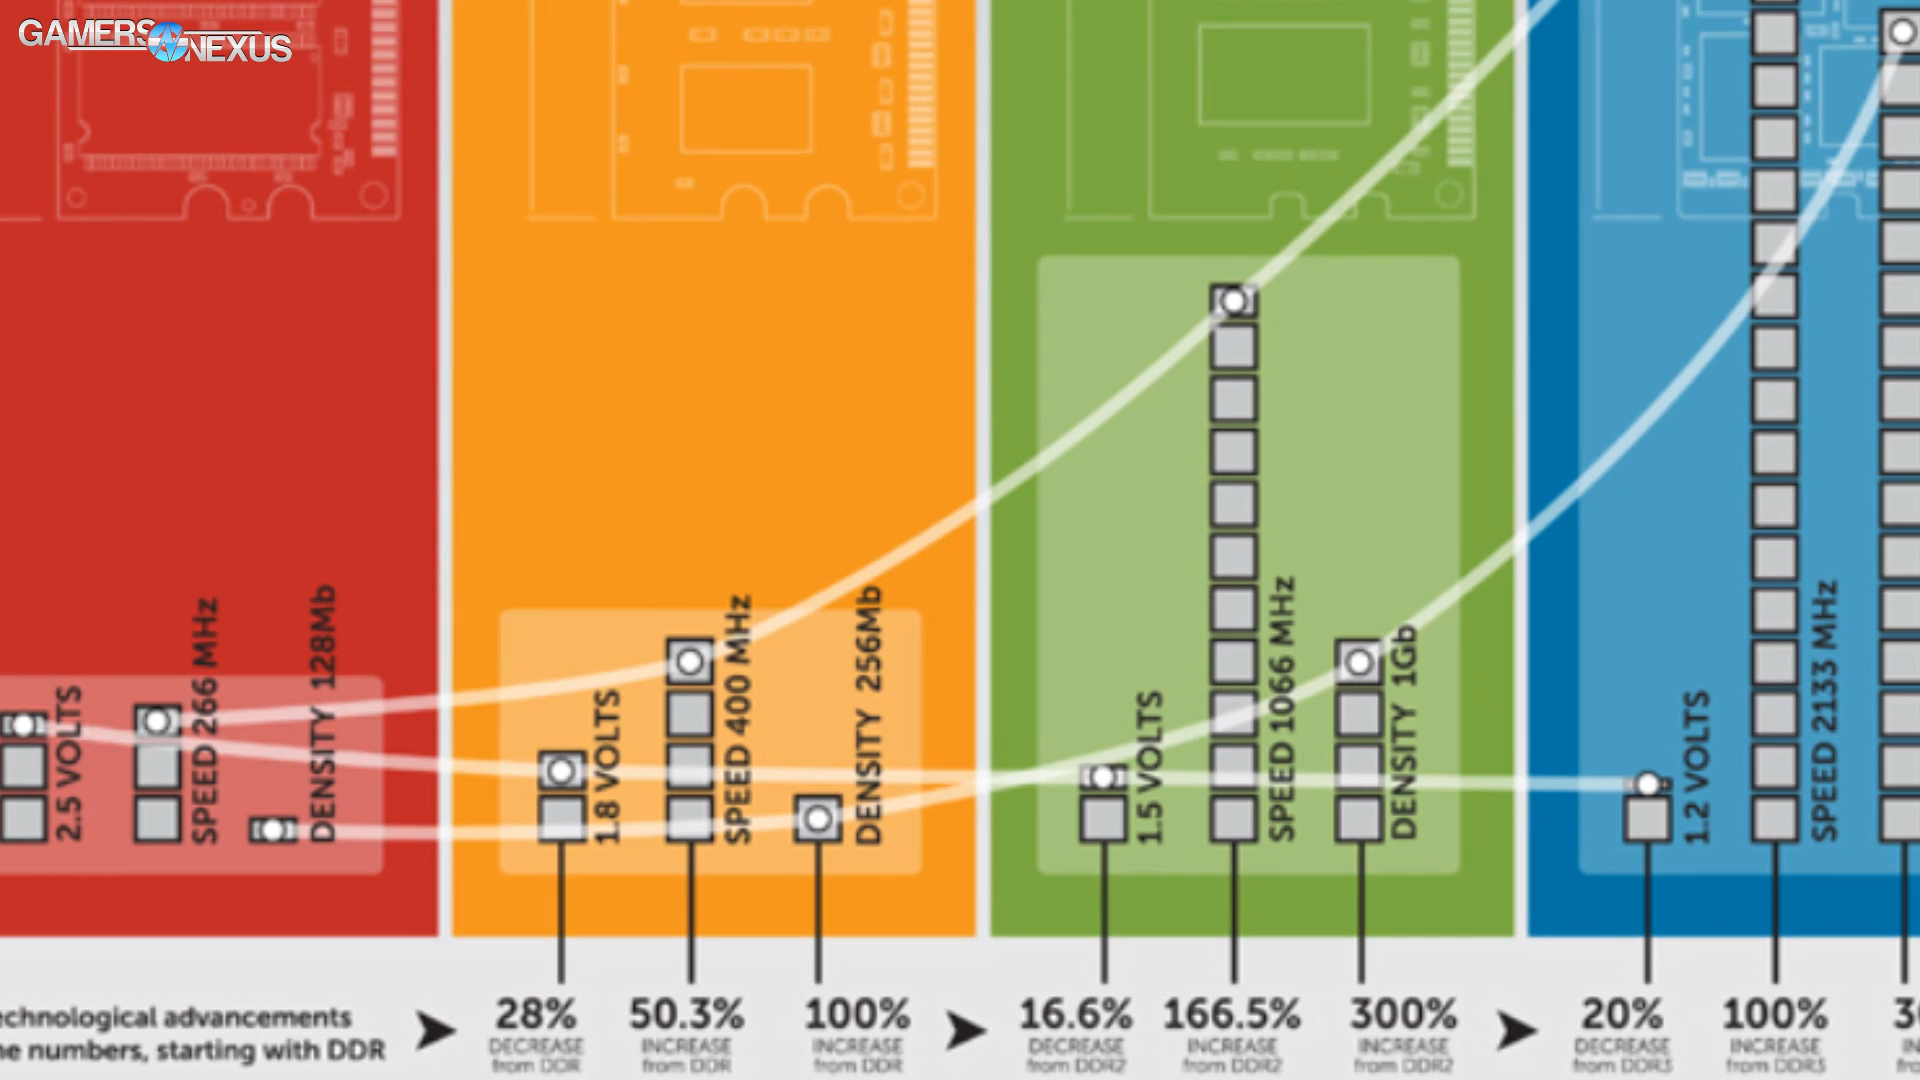 GAMERS
NEXUS
2.5 VOLTS
SPEED 266 MHz
DENSITY 128Mb
1.8 VOLTS
SPEED 400 MHz
DENSITY 256Mb
1.5 VOLTS
SPEED 1066 MHz
DENSITY 1Gb
1.2 VOLTS
SPEED 2133 MHz
echnological advancements
he numbers, starting with DDR
28%
DECREASE
from DDR
50.3%
INCREASE
from DDR
100%
INCREASE
from DDR
16.6%
DECREASE
from DDR2
166.5%
INCREASE
from DDR2
300%
INCREASE
from DDR2
20%
DECREASE
from DDR3
100%
INCREASE
from DDR3